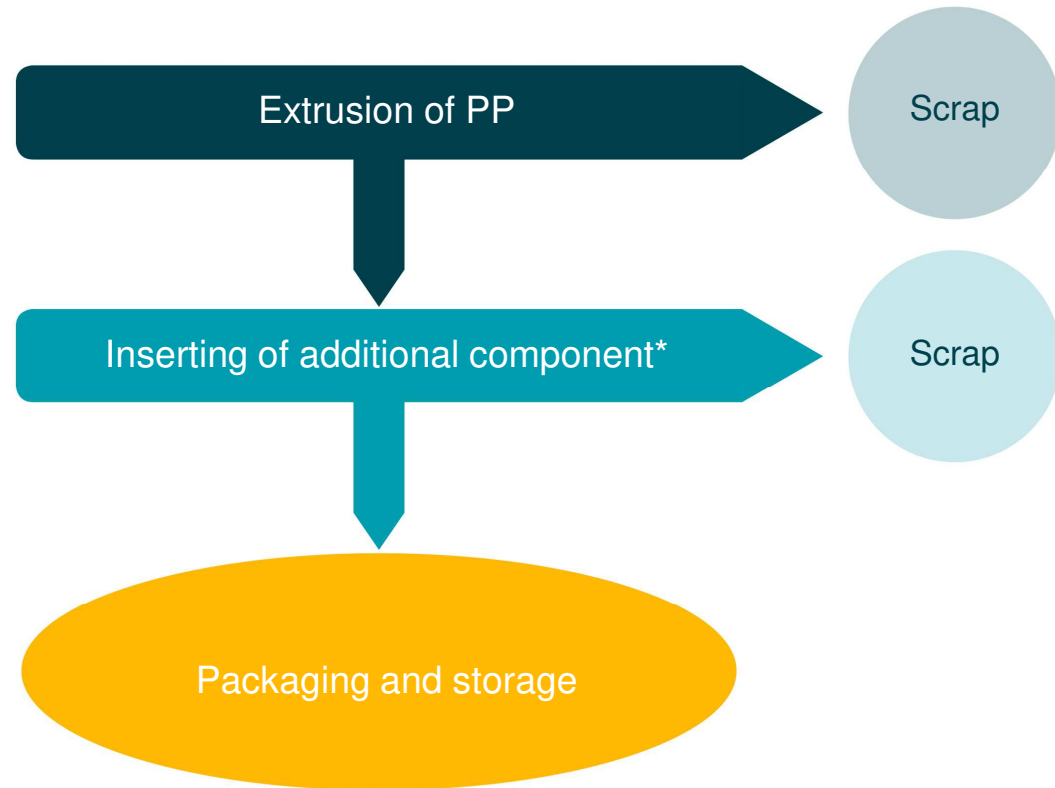 Extrusion of PP
Scrap
Inserting of additional component*
Scrap
Packaging and storage